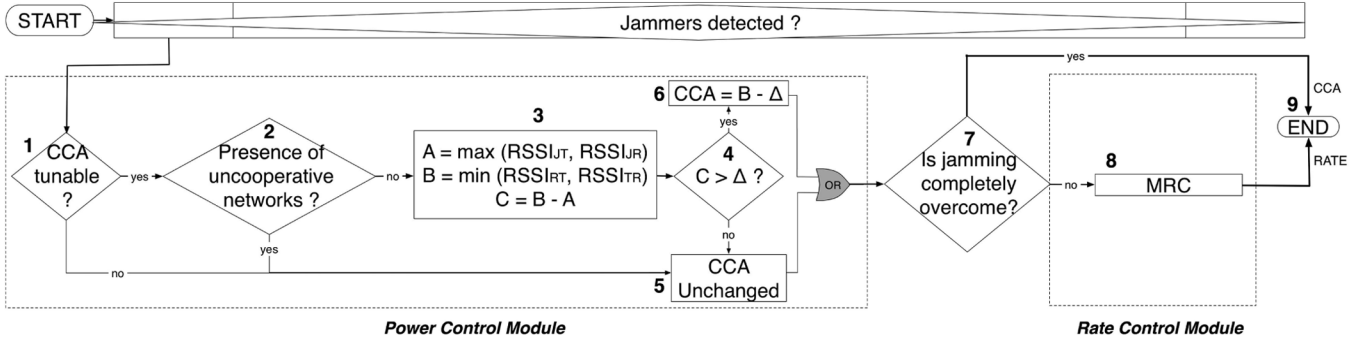 START
Jammers detected ?
yes
6
CCA = B - Δ
CCA
9
END
RATE
1
CCA
tunable
?
yes
2
Presence of
uncooperative
networks ?
no
3
A = max (RSSIJT, RSSIJR)
B = min (RSSIRT, RSSITR)
C = B - A
yes
4
C > Δ ?
no
OR
7
Is jamming
completely
overcome?
no
8
MRC
yes
no
5
CCA
Unchanged
Power Control Module
Rate Control Module